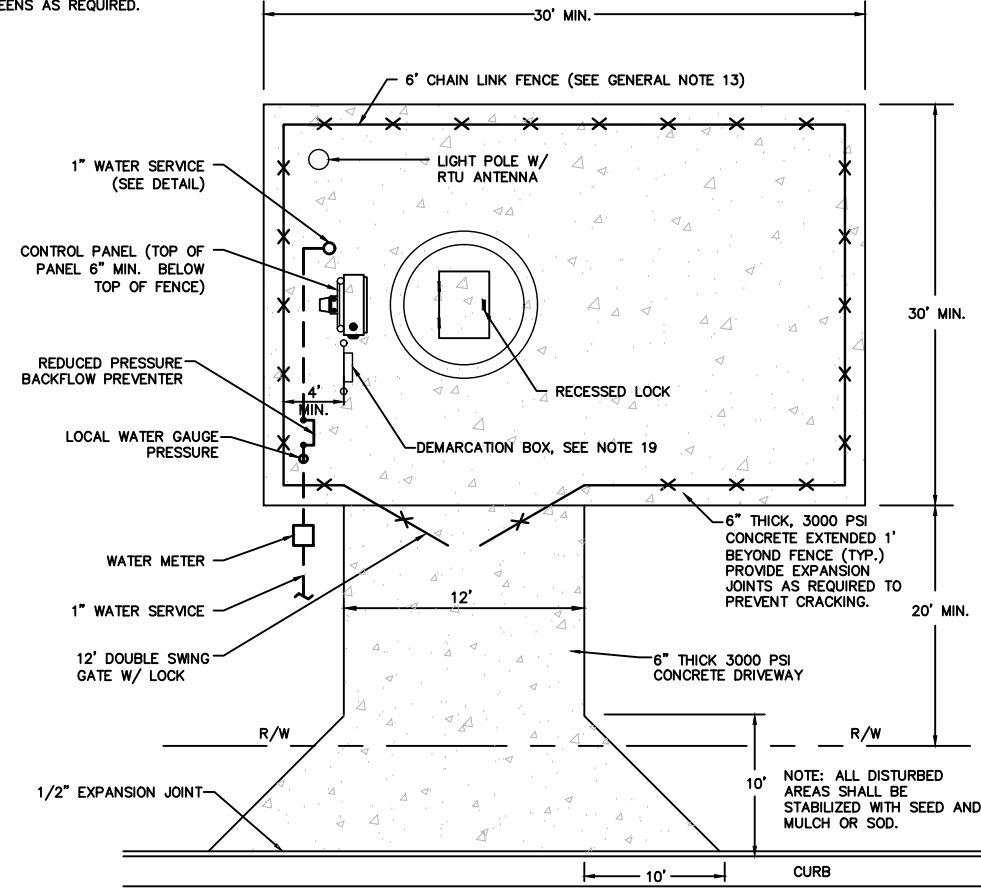 EENS AS REQUIRED.
30' MIN.
6' CHAIN LINK FENCE (SEE GENERAL NOTE 13)
1" WATER SERVICE
(SEE DETAIL)
LIGHT POLE W/
RTU ANTENNA
CONTROL PANEL (TOP OF
PANEL 6" MIN. BELOW
TOP OF FENCE)
30' MIN.
REDUCED PRESSURE
BACKFLOW PREVENTER
4'
MIN.
RECESSED LOCK
LOCAL WATER GAUGE
PRESSURE
DEMARCATION BOX, SEE NOTE 19
6" THICK, 3000 PSI
CONCRETE EXTENDED 1'
BEYOND FENCE (TYP.)
PROVIDE EXPANSION
JOINTS AS REQUIRED TO
PREVENT CRACKING.
WATER METER
1" WATER SERVICE
12'
20' MIN.
12' DOUBLE SWING
GATE W/ LOCK
6" THICK 3000 PSI
CONCRETE DRIVEWAY
R/W
R/W
1/2" EXPANSION JOINT
10'
NOTE: ALL DISTURBED
AREAS SHALL BE
STABILIZED WITH SEED AND
MULCH OR SOD.
10'
CURB